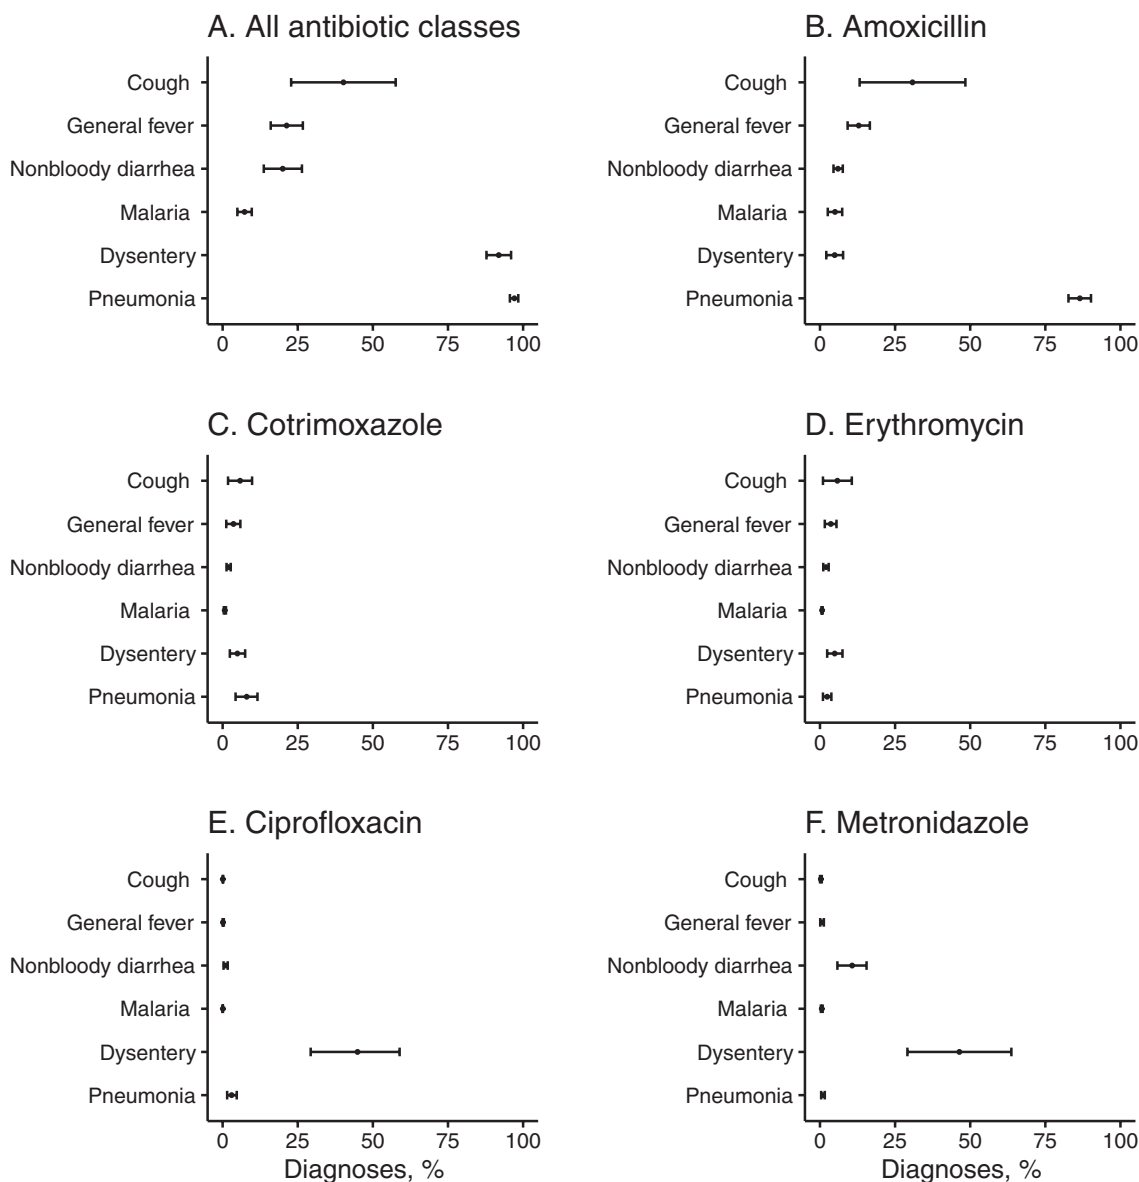 A. All antibiotic classes
Cough
General fever
Nonbloody diarrhea
Malaria
Dysentery
Pneumonia
0 25 50 75 100
B. Amoxicillin
Cough
General fever
Nonbloody diarrhea
Malaria
Dysentery
Pneumonia
0 25 50 75 100
C. Cotrimoxazole
Cough
General fever
Nonbloody diarrhea
Malaria
Dysentery
Pneumonia
0 25 50 75 100
D. Erythromycin
Cough
General fever
Nonbloody diarrhea
Malaria
Dysentery
Pneumonia
0 25 50 75 100
E. Ciprofloxacin
Cough
General fever
Nonbloody diarrhea
Malaria
Dysentery
Pneumonia
0 25 50 75 100
Diagnoses, %
F. Metronidazole
Cough
General fever
Nonbloody diarrhea
Malaria
Dysentery
Pneumonia
0 25 50 75 100
Diagnoses, %